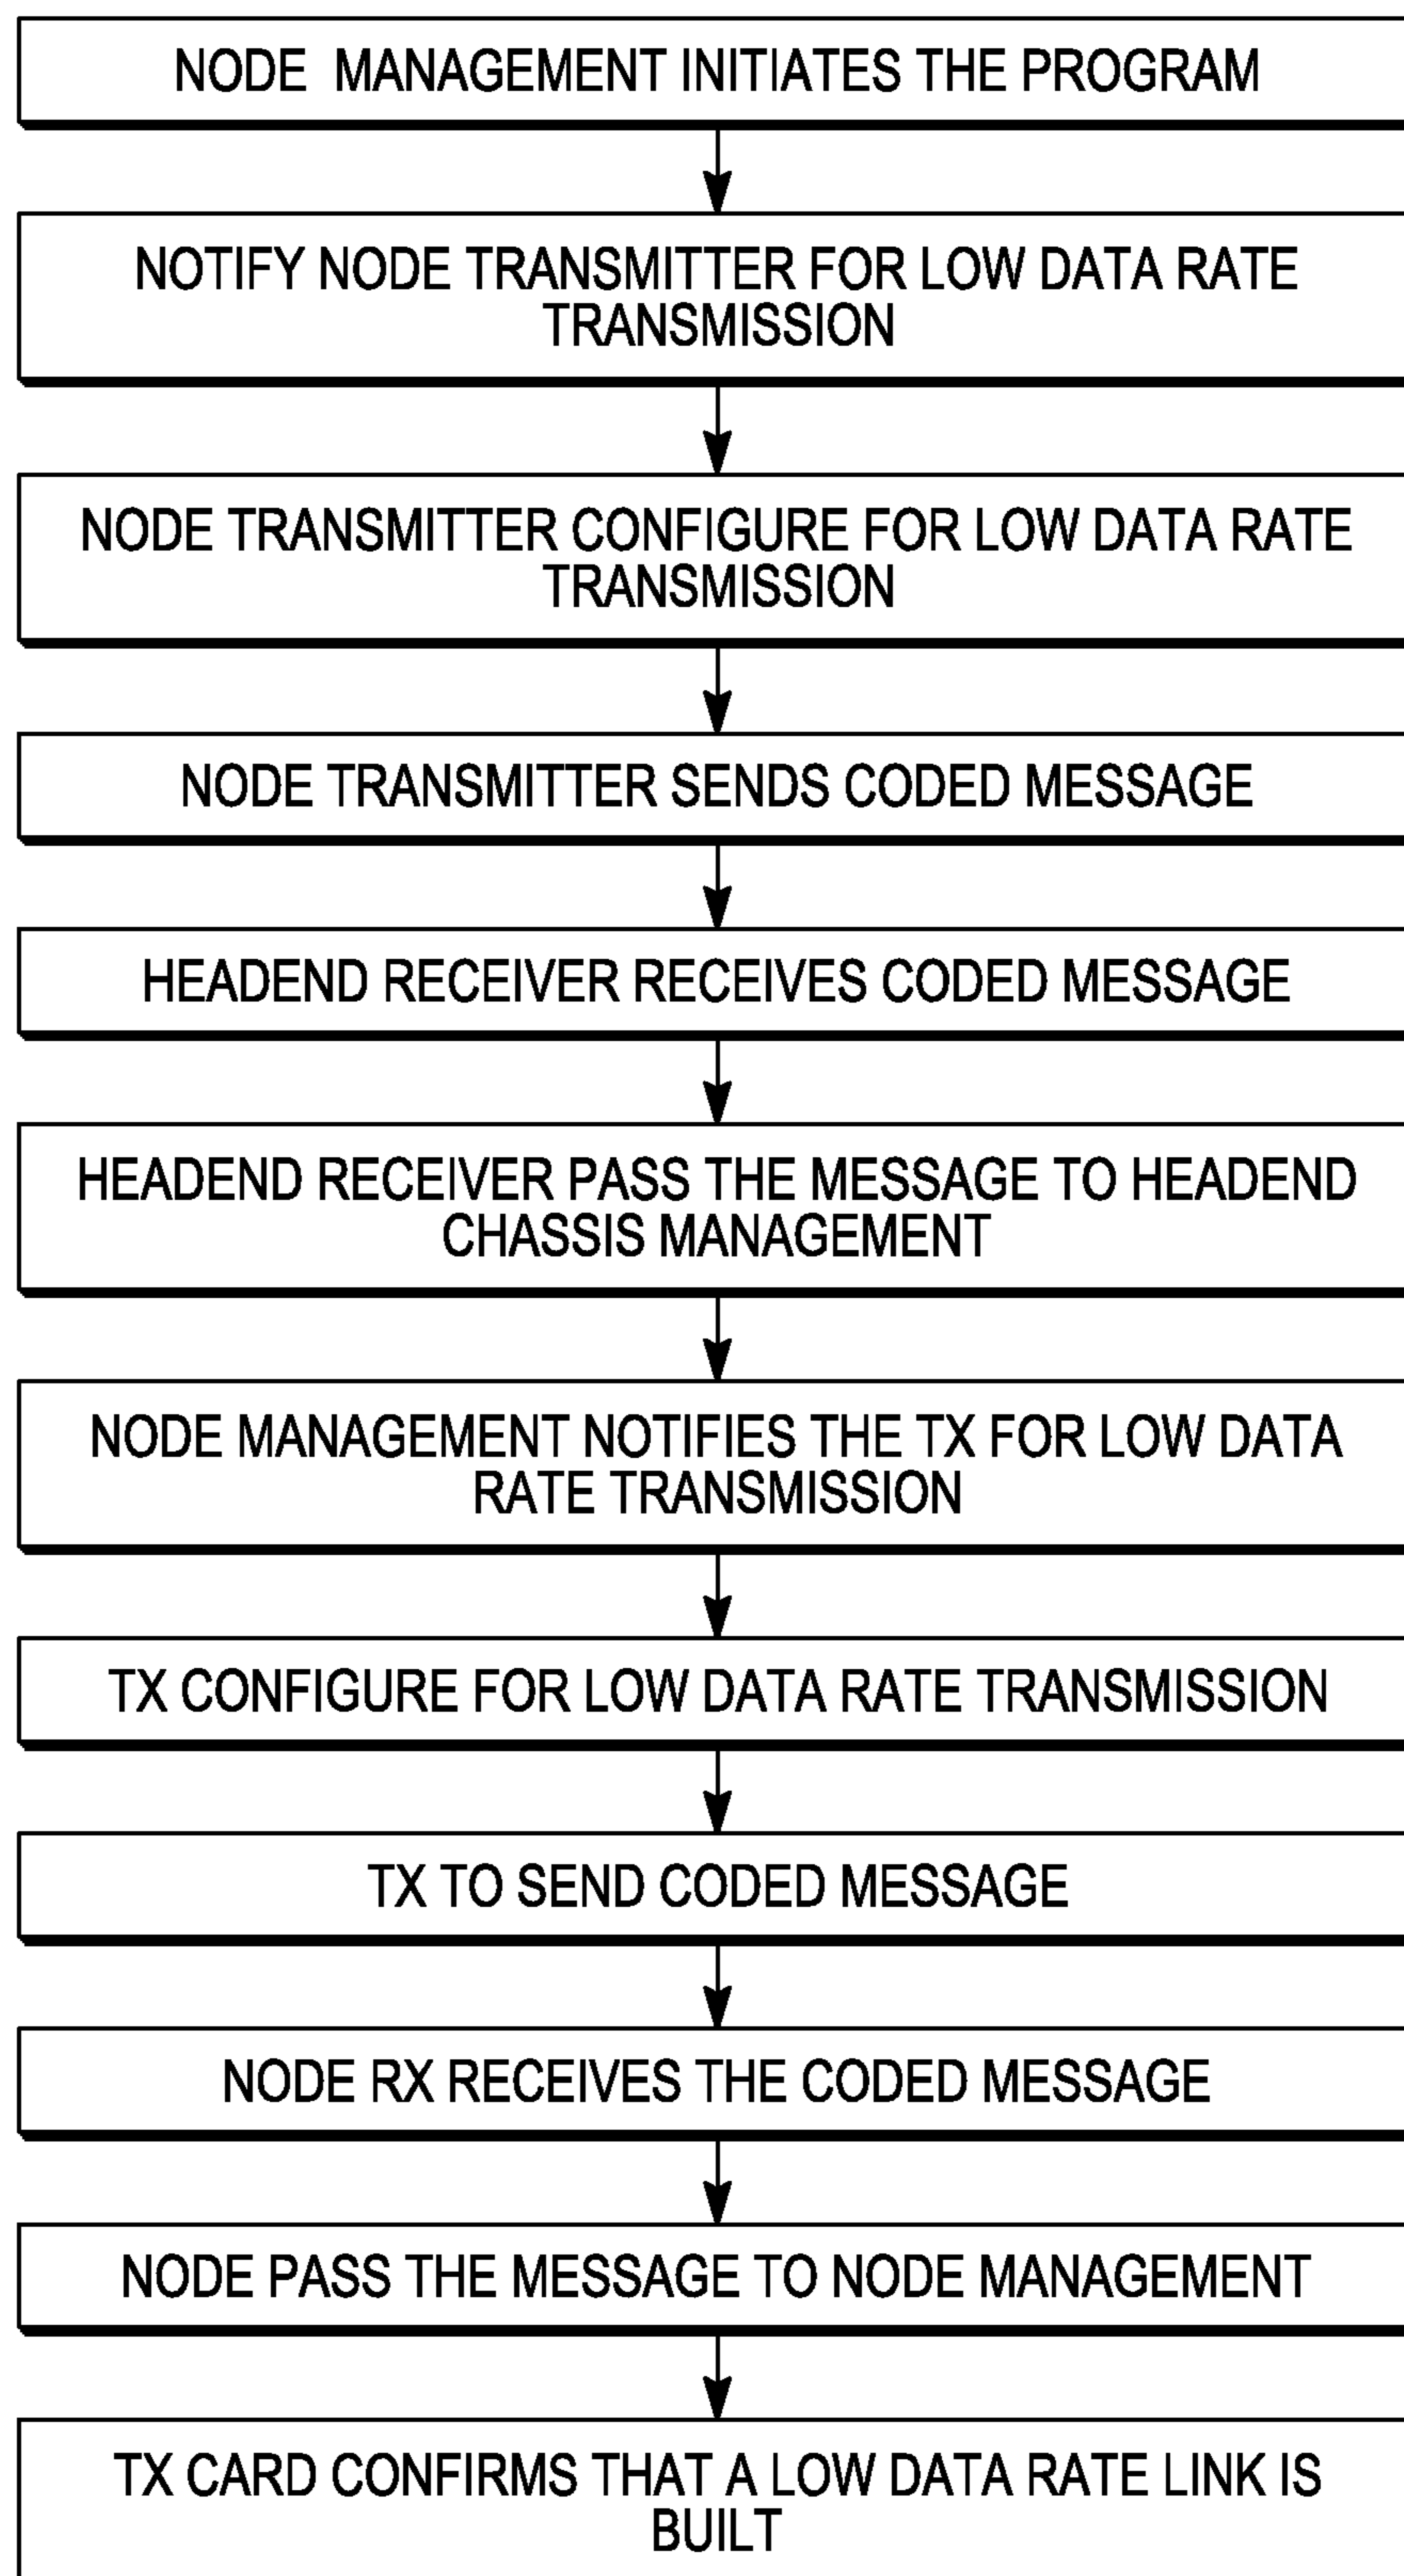 NODE MANAGEMENT INITIATES THE PROGRAM
NOTIFY NODE TRANSMITTER FOR LOW DATA RATE
TRANSMISSION
NODE TRANSMITTER CONFIGURE FOR LOW DATA RATE
TRANSMISSION
NODE TRANSMITTER SENDS CODED MESSAGE
HEADEND RECEIVER RECEIVES CODED MESSAGE
HEADEND RECEIVER PASS THE MESSAGE TO HEADEND
CHASSIS MANAGEMENT
NODE MANAGEMENT NOTIFIES THE TX FOR LOW DATA
RATE TRANSMISSION
TX CONFIGURE FOR LOW DATA RATE TRANSMISSION
TX TO SEND CODED MESSAGE
NODE RX RECEIVES THE CODED MESSAGE
NODE PASS THE MESSAGE TO NODE MANAGEMENT
TX CARD CONFIRMS THAT A LOW DATA RATE LINK IS
BUILT